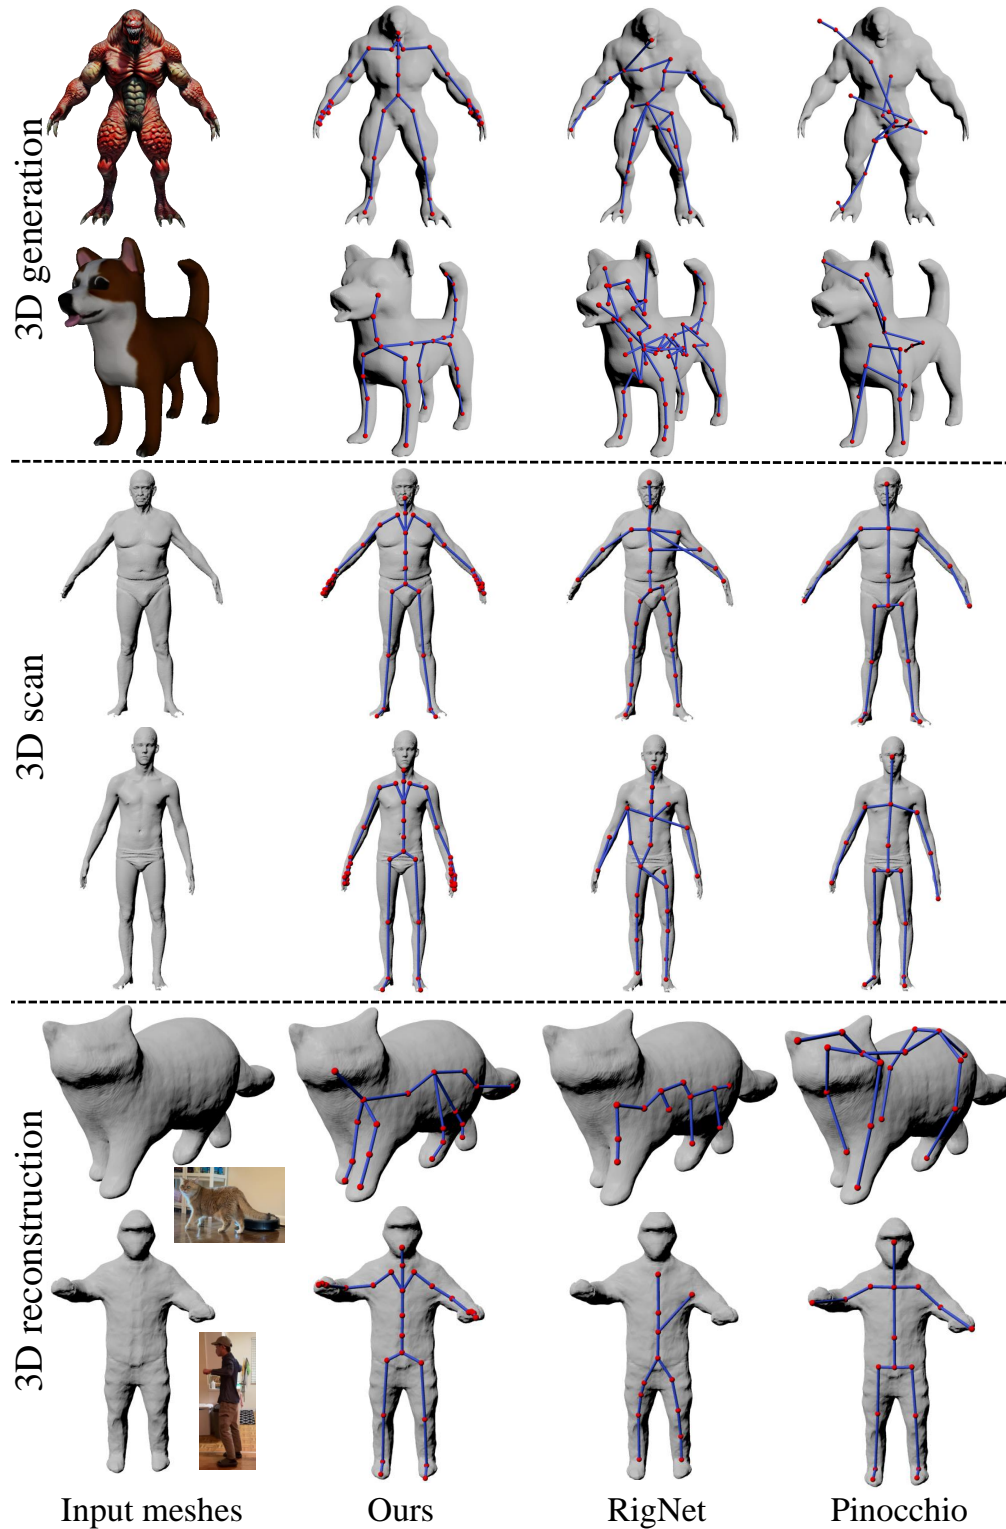 3D generation
3D scan
3D reconstruction
Input meshes
Ours
RigNet
Pinocchio